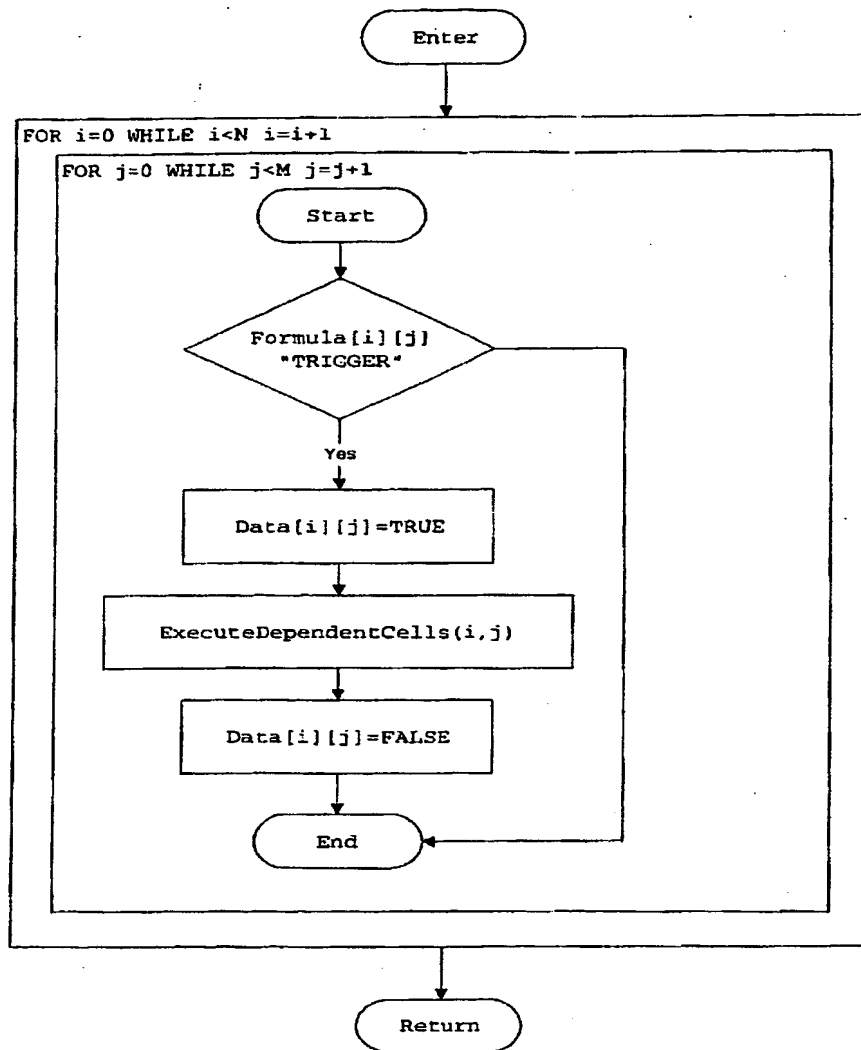 Enter
FOR i=0 WHILE i<N i=i+1
FOR j=0 WHILE j<M j=j+1
Start
Formula[i][j]
"TRIGGER"
Yes
Data[i][j]=TRUE
ExecuteDependentCells(i,j)
Data[i][j]=FALSE
End
Return